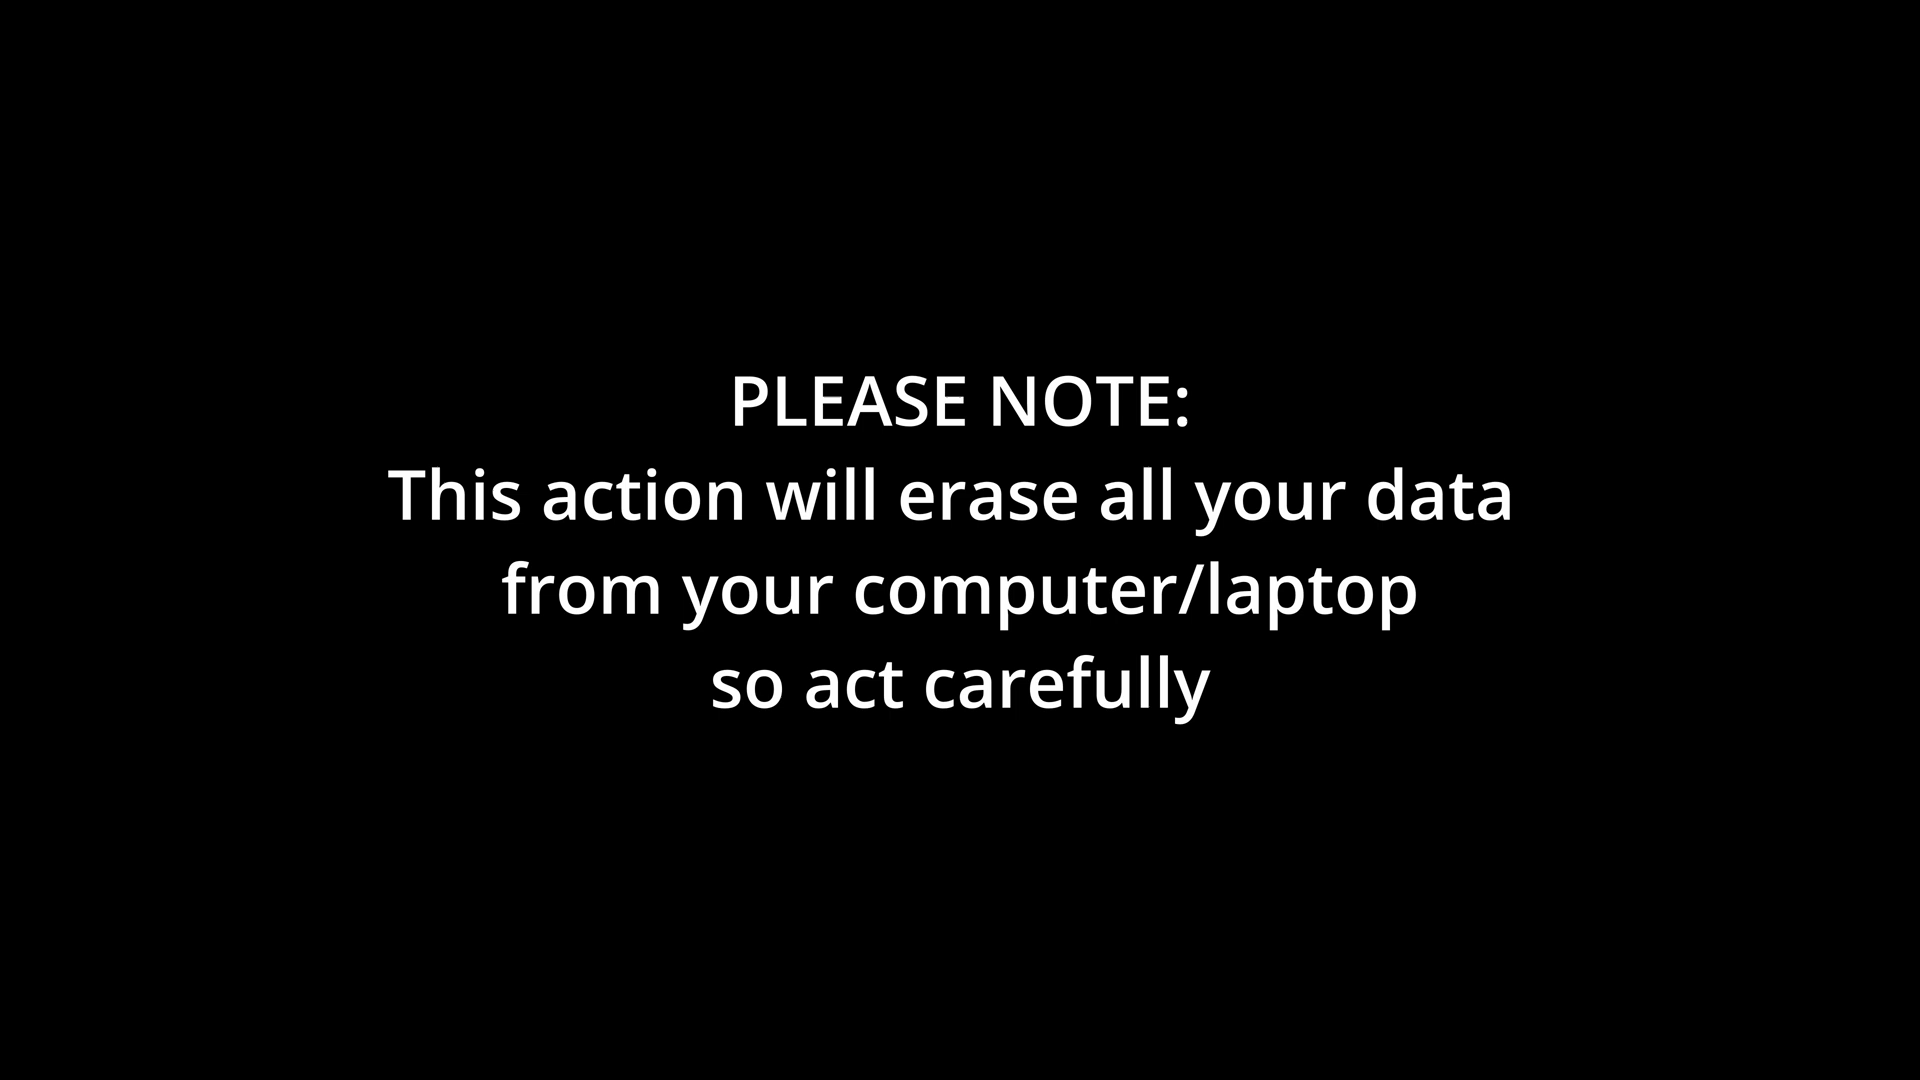 PLEASE NOTE:
This action will erase all your data
from your computer/laptop
so act carefully